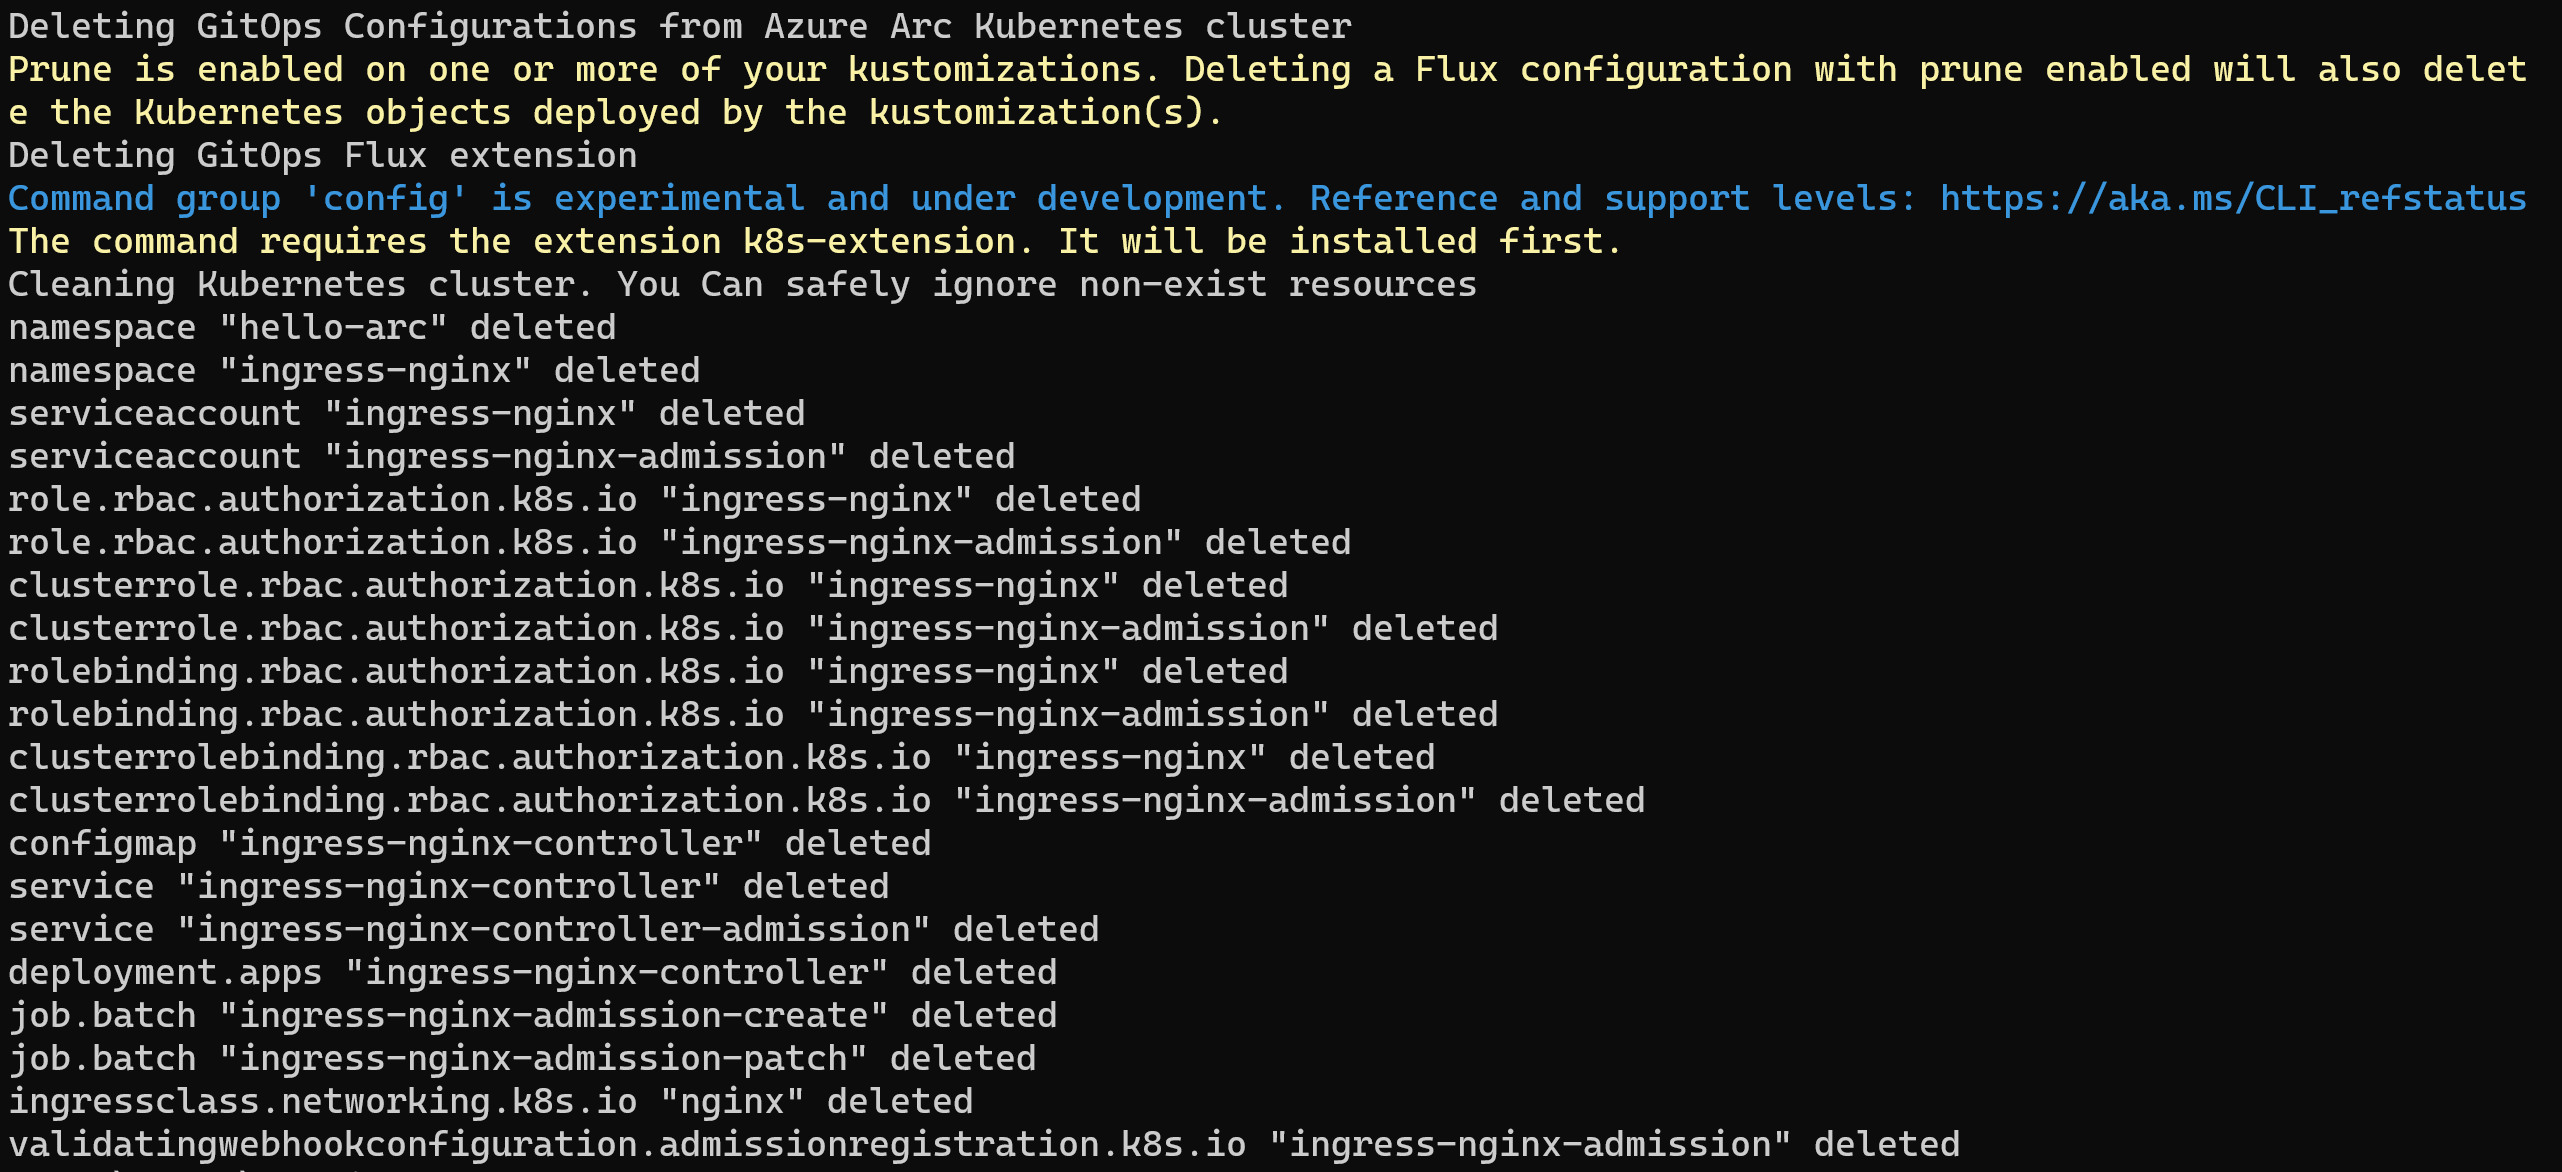 Deleting GitOps Configurations from Azure Arc Kubernetes cluster
Prune is enabled on one or more of your kustomizations. Deleting a Flux configuration with prune enabled will also delet
e the Kubernetes objects deployed by the kustomization(s).
Deleting GitOps Flux extension
Command group 'config' is experimental and under development. Reference and support levels: https://aka.ms/CLI_refstatus
The command requires the extension k8s-extension. It will be installed first.
Cleaning Kubernetes cluster. You Can safely ignore non-exist resources
namespace "hello-arc" deleted
namespace "ingress-nginx" deleted
serviceaccount "ingress-nginx" deleted
serviceaccount "ingress-nginx-admission" deleted
role.rbac.authorization.k8s.io "ingress-nginx" deleted
role.rbac.authorization.k8s.io "ingress-nginx-admission" deleted
clusterrole.rbac.authorization.k8s.io "ingress-nginx" deleted
clusterrole.rbac.authorization.k8s.io "ingress-nginx-admission" deleted
rolebinding.rbac.authorization.k8s.io "ingress-nginx" deleted
rolebinding.rbac.authorization.k8s.io "ingress-nginx-admission" deleted
clusterrolebinding.rbac.authorization.k8s.io "ingress-nginx" deleted
clusterrolebinding.rbac.authorization.k8s.io "ingress-nginx-admission" deleted
configmap "ingress-nginx-controller" deleted
service "ingress-nginx-controller" deleted
service "ingress-nginx-controller-admission" deleted
deployment.apps "ingress-nginx-controller" deleted
job.batch "ingress-nginx-admission-create" deleted
job.batch "ingress-nginx-admission-patch" deleted
ingressclass.networking.k8s.io "nginx" deleted
validatingwebhookconfiguration.admissionregistration.k8s.io "ingress-nginx-admission" deleted